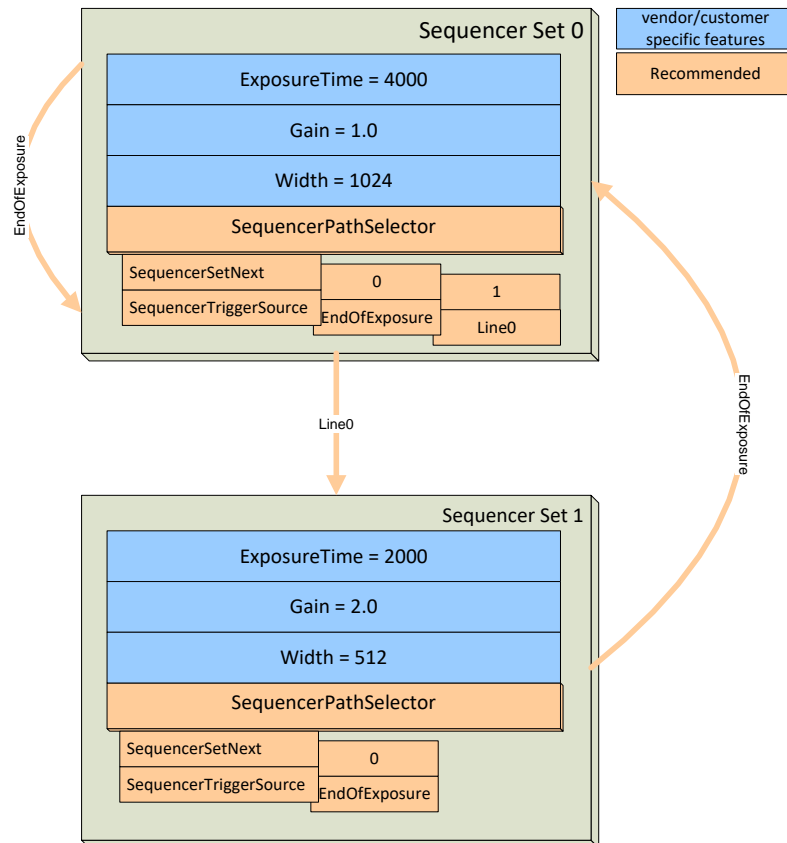 Sequencer Set 0
vendor/customer
specific features
Recommended
ExposureTime = 4000
Gain = 1.0
Width = 1024
SequencerPathSelector
SequencerSetNext
0
1
SequencerTriggerSource
EndOfExposure
Line0
EndOfExposure
Line0
EndOfExposure
Sequencer Set 1
ExposureTime = 2000
Gain = 2.0
Width = 512
SequencerPathSelector
SequencerSetNext
0
SequencerTriggerSource
EndOfExposure